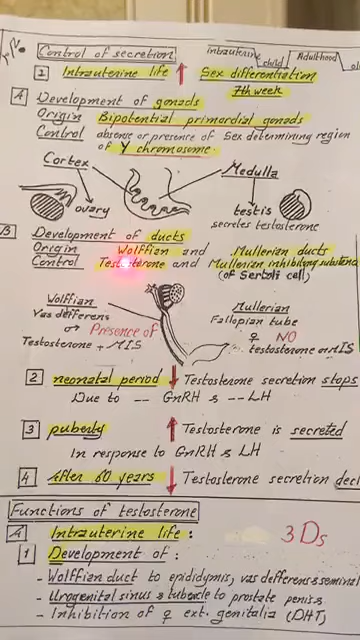 Control of secretion
intrauterine
child
Adulthood
1 Intrauterine life ↑ Sex differentiation
7th week
A Development of gonads
Origin Bipotential primordial gonads
Control absence or presence of Sex determining region
of Y chromosome.
Cortex
Medulla
ovary
testis
secretes testosterone
B Development of ducts
Origin Wolffian and Mullerian ducts
Control Testosterone and Mullerian inhibiting substance
(of Sertoli cell)
Wolffian
Vas deferens
♂ Presence of
Testosterone + MIS
Mullerian
Fallopian tube
♀ NO
testosterone or MIS
2 neonatal period ↓ Testosterone secretion stops
Due to -- GnRH & -- LH
3 puberty ↑ Testosterone is secreted
In response to GnRH & LH
4 After 60 years ↓ Testosterone secretion decl
Functions of testosterone
A Intrauterine life: 3Ds
1 Development of:
- Wolffian duct to epididymis, vas deferens & seminal
- Urogenital sinus & tubercle to prostate penis &
- Inhibition of ♀ ext. genitalia (DHT)